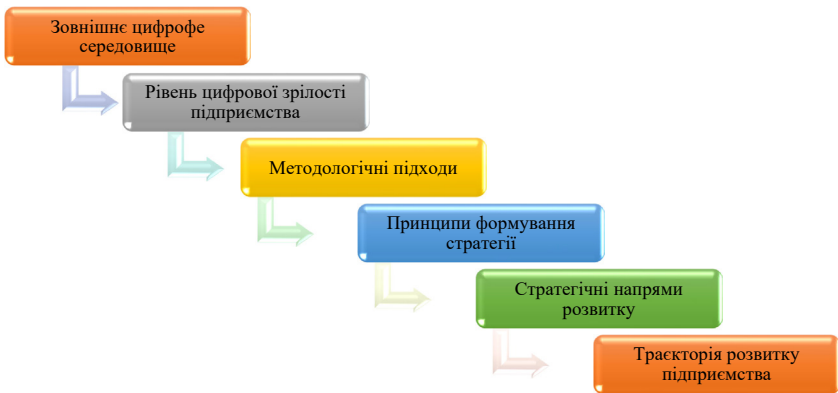 Зовнішнє цифрофе
середовище
Рівень цифрової зрілості
підприємства
Методологічні підходи
Принципи формування
стратегії
Стратегічні напрями
розвитку
Траєкторія розвитку
підприємства